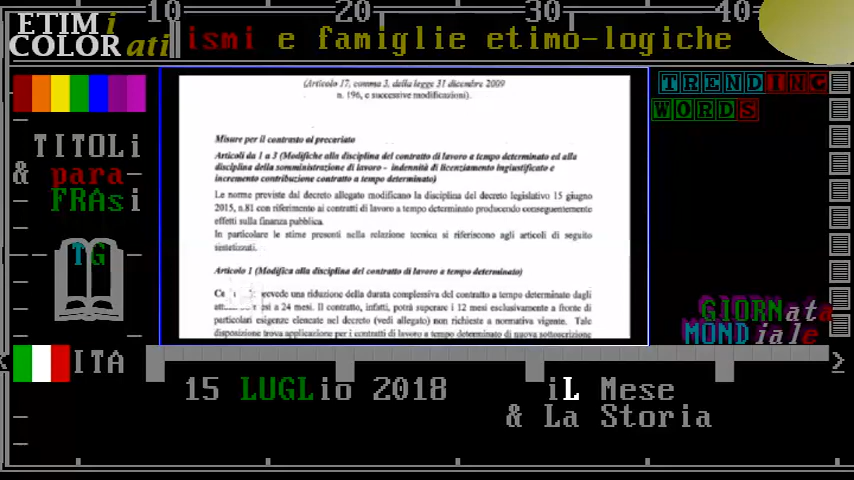 10 20 30 40
ETIMi
COLORati
ismi e famiglie etimo-logiche
(Articolo 17, comma 3, della legge 31 dicembre 2009
n. 196, e successive modificazioni).
TRENDING
WORDS
TITOLi
& para-
FRAsi
TG
Misure per il contrasto al precariato
Articoli da 1 a 3 (Modifiche alla disciplina del contratto di lavoro a tempo determinato ed alla
disciplina della somministrazione di lavoro – indennità di licenziamento ingiustificato e
incremento contribuzione contratto a tempo determinato)
Le norme previste dal decreto allegato modificano la disciplina del decreto legislativo 15 giugno
2015, n.81 con riferimento ai contratti di lavoro a tempo determinato producendo conseguentemente
effetti sulla finanza pubblica.
In particolare le stime presenti nella relazione tecnica si riferiscono agli articoli di seguito
sintetizzati.
Articolo 1 (Modifica alla disciplina del contratto di lavoro a tempo determinato)
prevede una riduzione della durata complessiva del contratto a tempo determinato dagli
a 24 mesi. Il contratto, infatti, potrà superare i 12 mesi esclusivamente a fronte di
particolari esigenze elencate nel decreto (vedi allegato) non richieste a normativa vigente. Tale
disposizione trova applicazione per i contratti di lavoro a tempo determinato di nuova sottoscrizione
GIORNata
MONDiale
ITA
15 LUGLio 2018
iL Mese
& La Storia